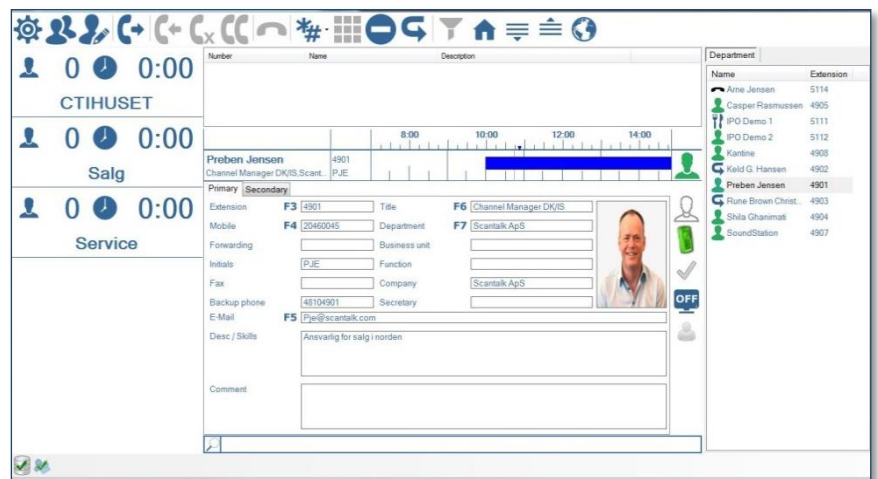 0 0:00
CTIHUSET
0 0:00
Salg
0 0:00
Service
Number Name Description
8:00 10:00 12:00 14:00
Preben Jensen 4901
Channel Manager DK/IS,Scant... PJE
Primary Secondary
Extension F3 4901 Title F6 Channel Manager DK/IS
Mobile F4 20460045 Department F7 Scantalk ApS
Forwarding Business unit
Initials PJE Function
Fax Company Scantalk ApS
Backup phone 48104901 Secretary
E-Mail F5 Pje@scantalk.com
Desc / Skills Ansvarlig for salg i norden
Comment
OFF
Department
Name Extension
Arne Jensen 5114
Casper Rasmussen 4905
IPO Demo 1 5111
IPO Demo 2 5112
Kantine 4908
Keld G. Hansen 4902
Preben Jensen 4901
Rune Brown Christ... 4903
Shila Ghanimati 4904
SoundStation 4907